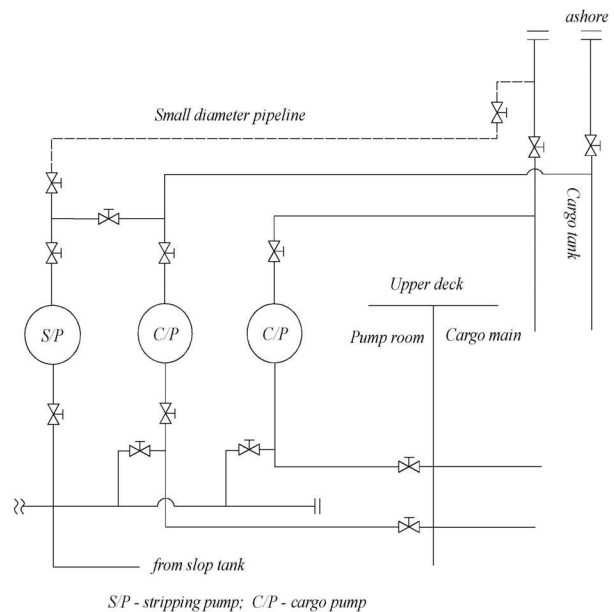 ashore
Small diameter pipeline
Cargo tank
Upper deck
S/P
C/P
C/P
Pump room
Cargo main
from slop tank
S/P - stripping pump; C/P - cargo pump